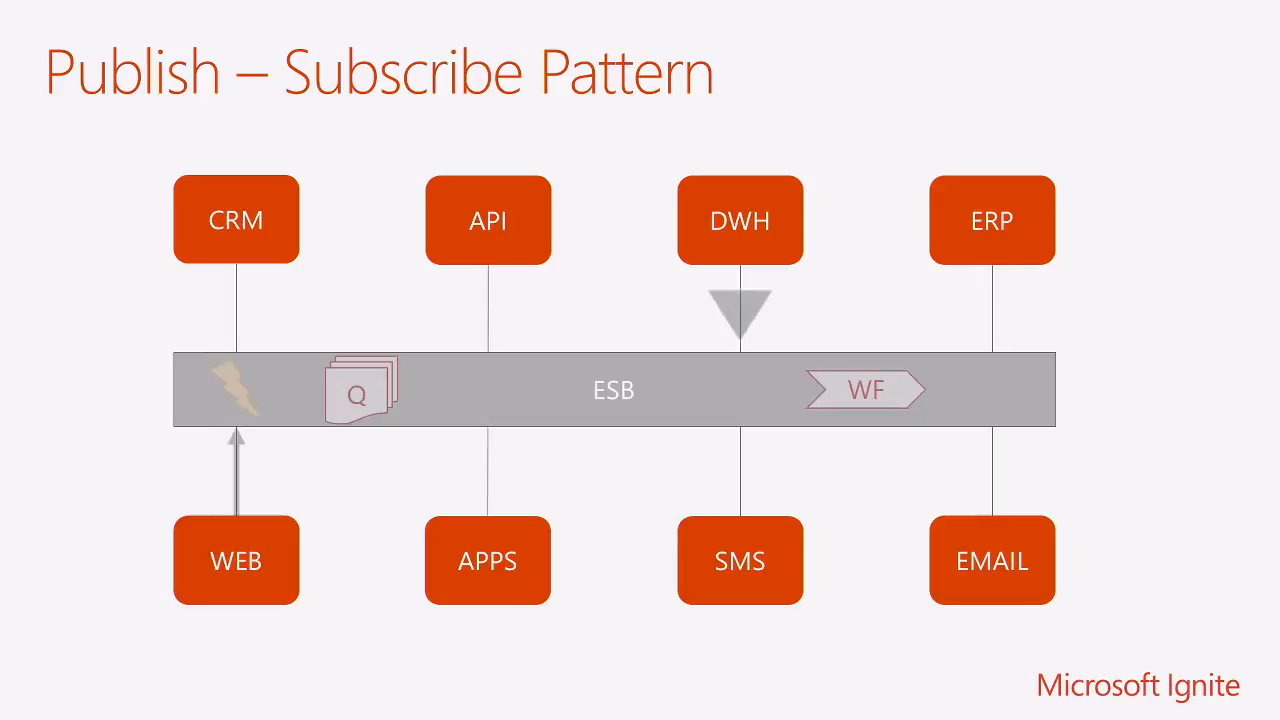 Publish – Subscribe Pattern
CRM
API
DWH
ERP
Q
ESB
WF
WEB
APPS
SMS
EMAIL
Microsoft Ignite